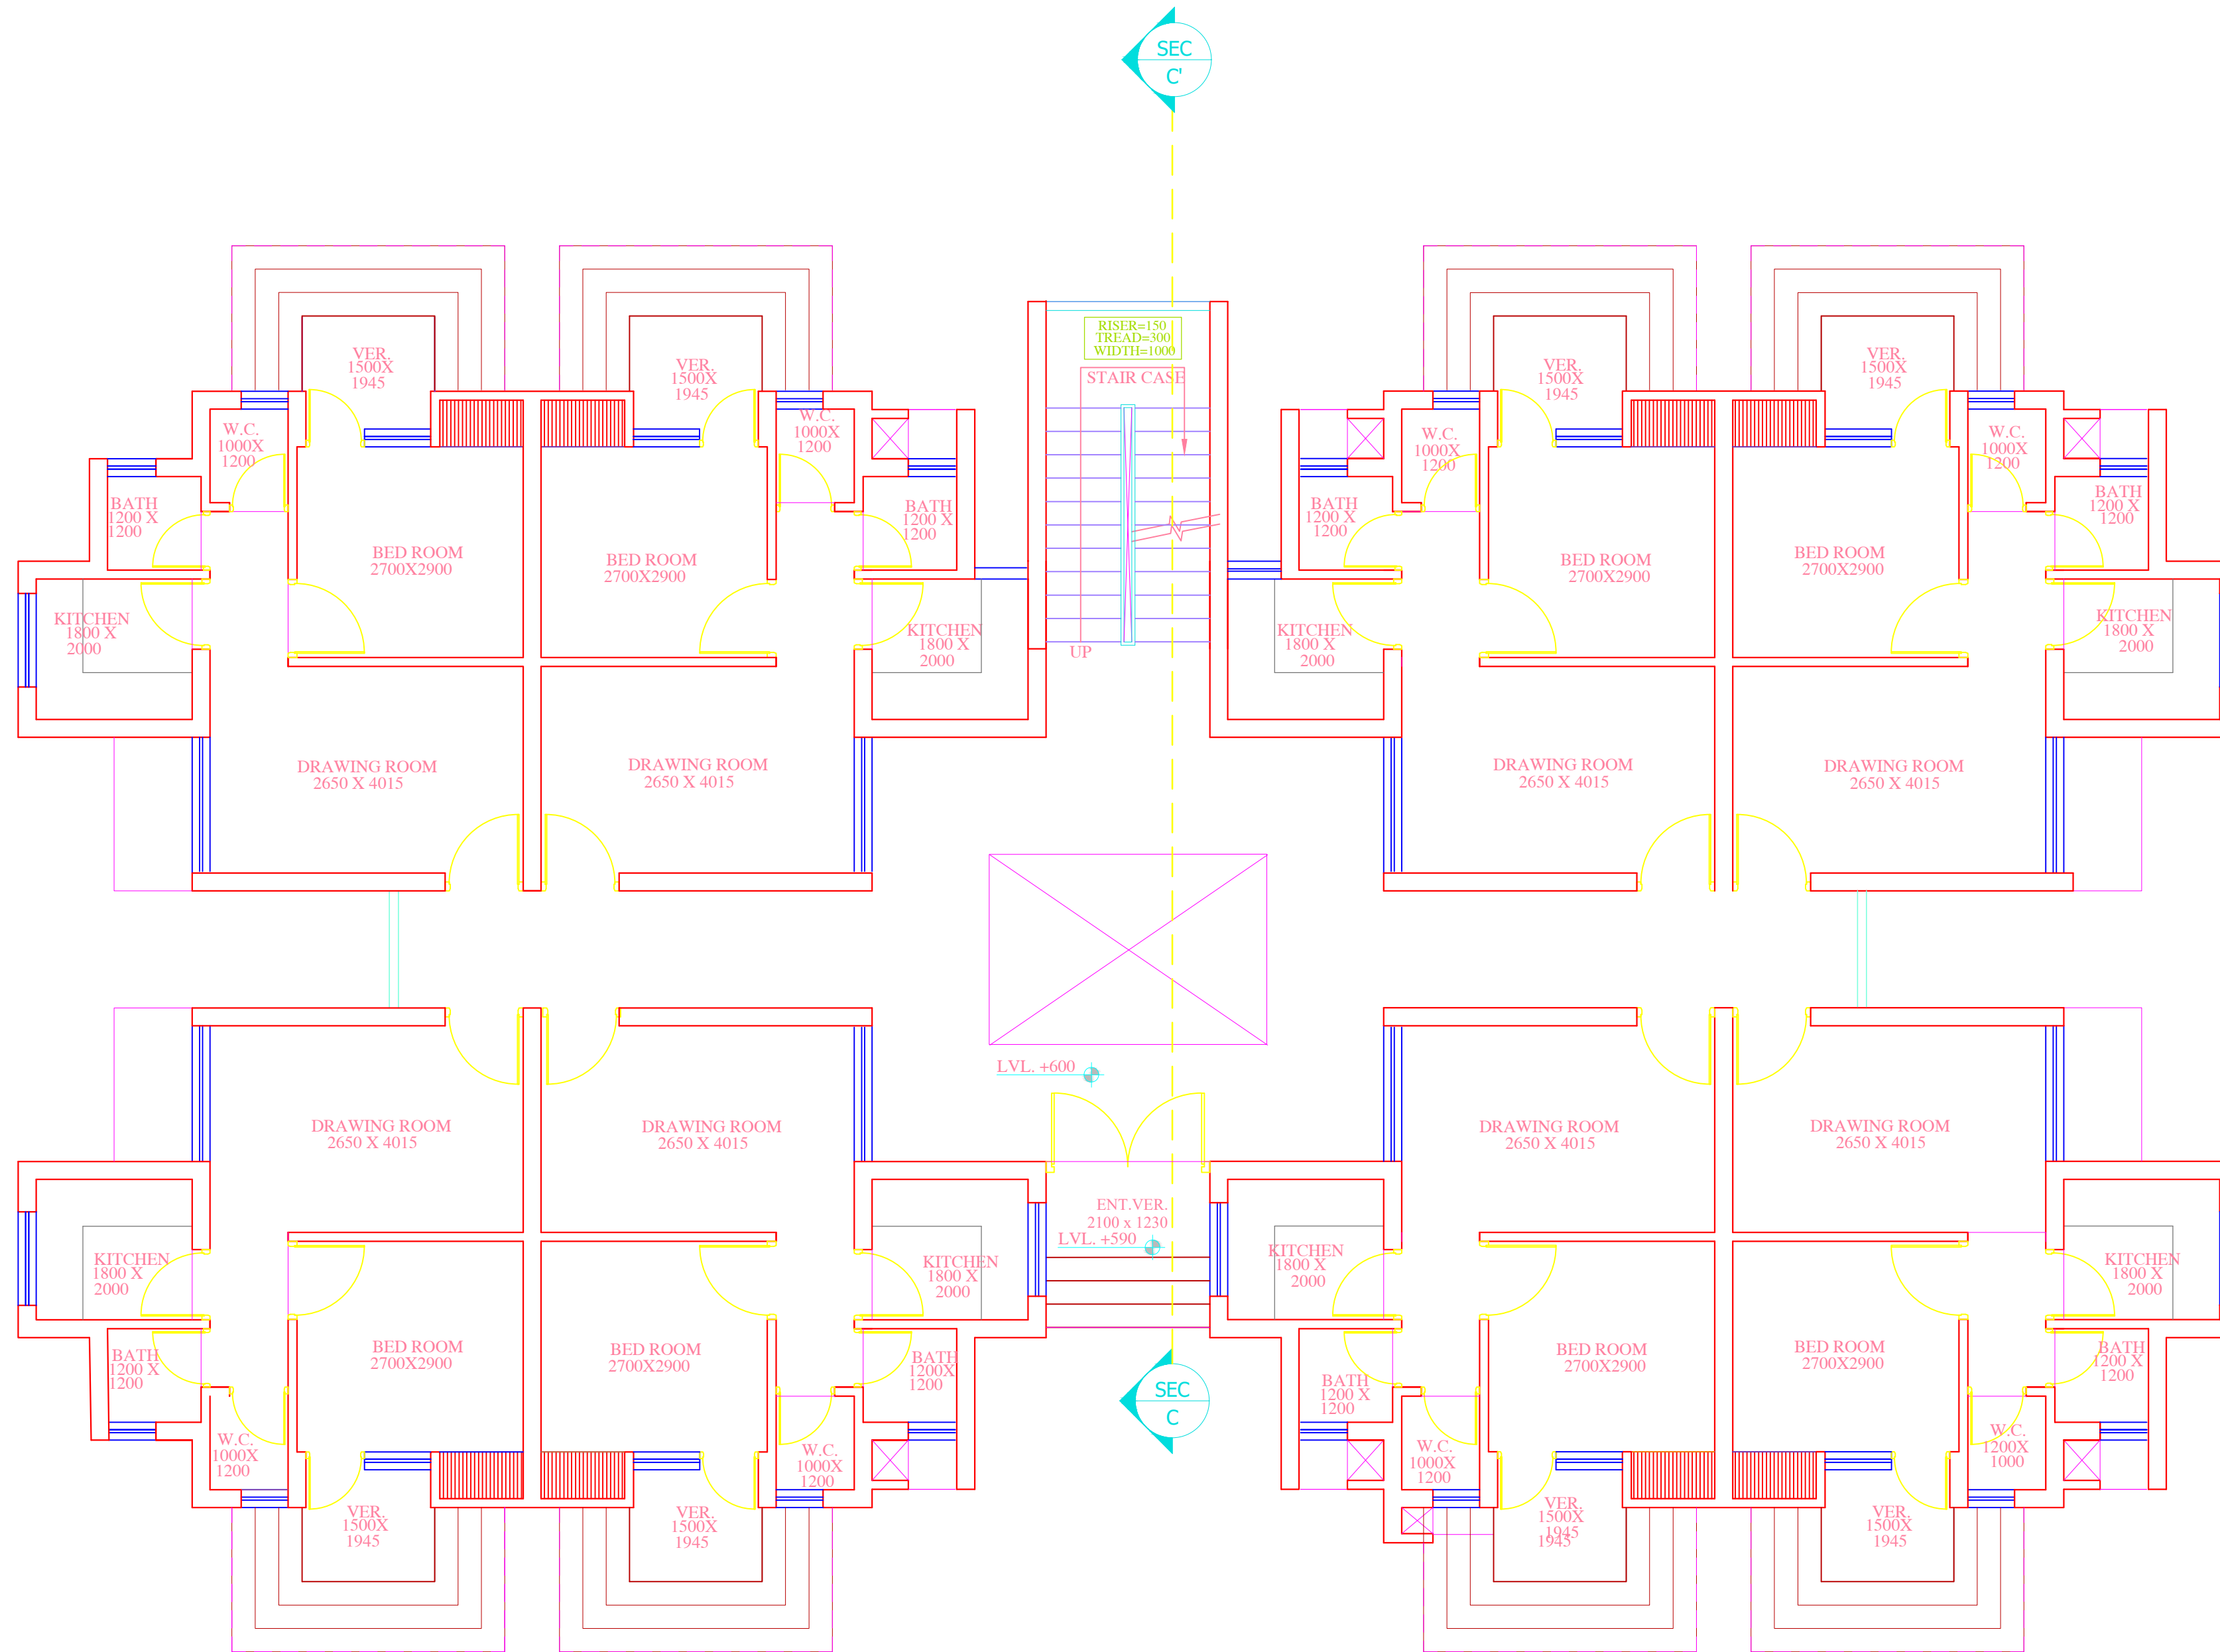 SEC
C'
RISER=150
TREAD=300
WIDTH=1000
STAIR CASE
UP
VER.
1500X
1945
VER.
1500X
1945
VER.
1500X
1945
VER.
1500X
1945
W.C.
1000X
1200
W.C.
1000X
1200
W.C.
1000X
1200
W.C.
1000X
1200
BATH
1200 X
1200
BATH
1200 X
1200
BATH
1200 X
1200
BATH
1200 X
1200
BED ROOM
2700X2900
BED ROOM
2700X2900
BED ROOM
2700X2900
BED ROOM
2700X2900
KITCHEN
1800 X
2000
KITCHEN
1800 X
2000
KITCHEN
1800 X
2000
KITCHEN
1800 X
2000
DRAWING ROOM
2650 X 4015
DRAWING ROOM
2650 X 4015
DRAWING ROOM
2650 X 4015
DRAWING ROOM
2650 X 4015
LVL. +600
DRAWING ROOM
2650 X 4015
DRAWING ROOM
2650 X 4015
DRAWING ROOM
2650 X 4015
DRAWING ROOM
2650 X 4015
ENT.VER.
2100 x 1230
LVL. +590
KITCHEN
1800 X
2000
KITCHEN
1800 X
2000
KITCHEN
1800 X
2000
KITCHEN
1800 X
2000
BED ROOM
2700X2900
BED ROOM
2700X2900
BED ROOM
2700X2900
BED ROOM
2700X2900
BATH
1200 X
1200
BATH
1200X
1200
BATH
1200 X
1200
BATH
1200 X
1200
SEC
C
W.C.
1000X
1200
W.C.
1000X
1200
W.C.
1000X
1200
W.C.
1200X
1000
VER.
1500X
1945
VER.
1500X
1945
VER.
1500X
1945
1945
VER.
1500X
1945